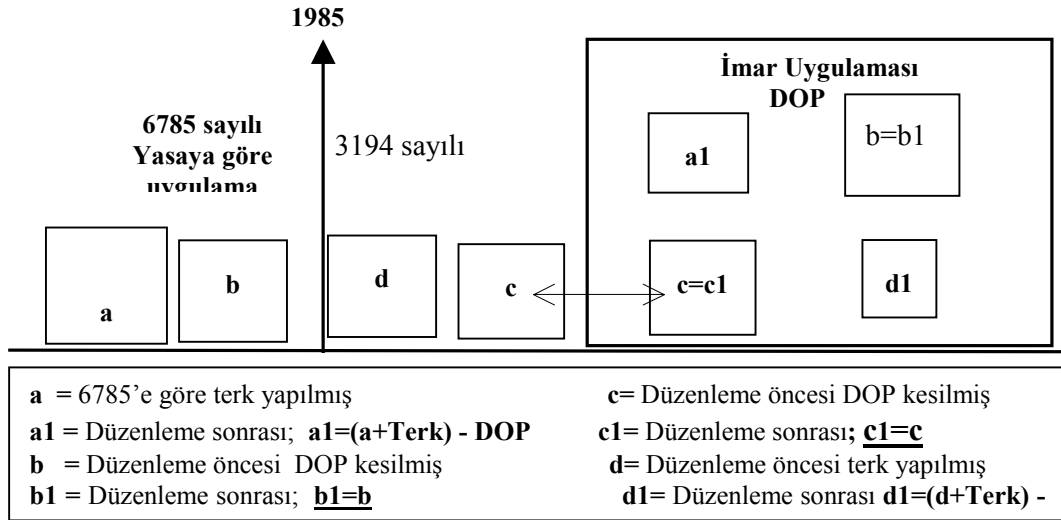 1985
İmar Uygulaması
DOP
6785 sayılı
Yasaya göre
uygulama
3194 sayılı
a1
b=b1
a
b
d
c
c=c1
d1
a = 6785’e göre terk yapılmış
a1 = Düzenleme sonrası; a1=(a+Terk) - DOP
b = Düzenleme öncesi DOP kesilmiş
b1 = Düzenleme sonrası; b1=b
c= Düzenleme öncesi DOP kesilmiş
c1= Düzenleme sonrası; c1=c
d= Düzenleme öncesi terk yapılmış
d1= Düzenleme sonrası d1=(d+Terk) -